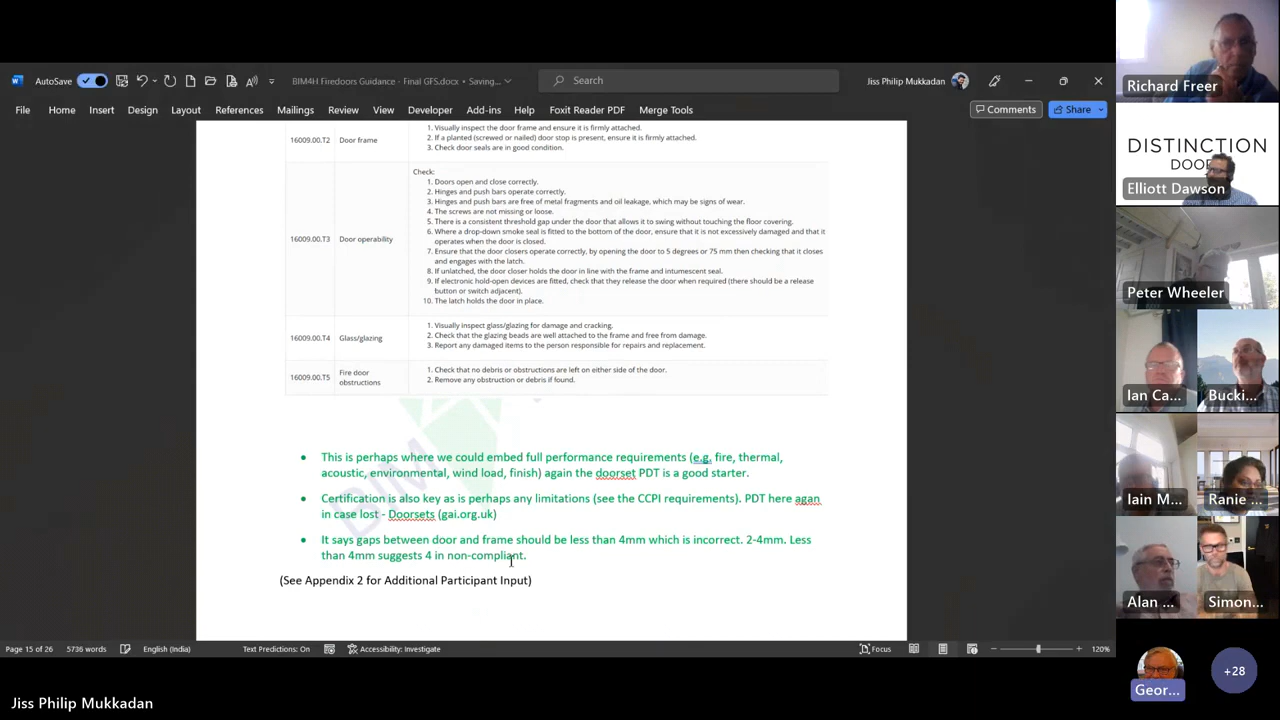 AutoSave
BIM4H Firedoors Guidance - Final GFS.docx • Saving...
Search
Jiss Philip Mukkadan
File Home Insert Design Layout References Mailings Review View Developer Add-ins Help Foxit Reader PDF Merge Tools
Comments
Share
16009.00.T2 Door frame
1. Visually inspect the door frame and ensure it is firmly attached.
2. If a planted (screwed or nailed) door stop is present, ensure it is firmly attached.
3. Check door seals are in good condition.
16009.00.T3 Door operability
Check:
1. Doors open and close correctly.
2. Hinges and push bars operate correctly.
3. Hinges and push bars are free of metal fragments and oil leakage, which may be signs of wear.
4. The screws are not missing or loose.
5. There is a consistent threshold gap under the door that allows it to swing without touching the floor covering.
6. Where a drop-down smoke seal is fitted to the bottom of the door, ensure that it is not excessively damaged and that it
operates when the door is closed.
7. Ensure that the door closers operate correctly, by opening the door to 5 degrees or 75 mm then checking that it closes
and engages with the latch.
8. If unlatched, the door closer holds the door in line with the frame and intumescent seal.
9. If electronic hold-open devices are fitted, check that they release the door when required (there should be a release
button or switch adjacent).
10. The latch holds the door in place.
16009.00.T4 Glass/glazing
1. Visually inspect glass/glazing for damage and cracking.
2. Check that the glazing beads are well attached to the frame and free from damage.
3. Report any damaged items to the person responsible for repairs and replacement.
16009.00.T5 Fire door
obstructions
1. Check that no debris or obstructions are left on either side of the door.
2. Remove any obstruction or debris if found.
BIM
• This is perhaps where we could embed full performance requirements (e.g. fire, thermal,
acoustic, environmental, wind load, finish) again the doorset PDT is a good starter.
• Certification is also key as is perhaps any limitations (see the CCPI requirements). PDT here agan
in case lost - Doorsets (gai.org.uk)
• It says gaps between door and frame should be less than 4mm which is incorrect. 2-4mm. Less
than 4mm suggests 4 in non-compliant.
(See Appendix 2 for Additional Participant Input)
Page 15 of 26 5736 words English (India) Text Predictions: On Accessibility: Investigate Focus 120%
Jiss Philip Mukkadan
Richard Freer
DISTINCTION
Elliott Dawson
Peter Wheeler
Ian Ca... Bucki...
Iain M... Ranie ...
Alan ... Simon...
Geor...
+28